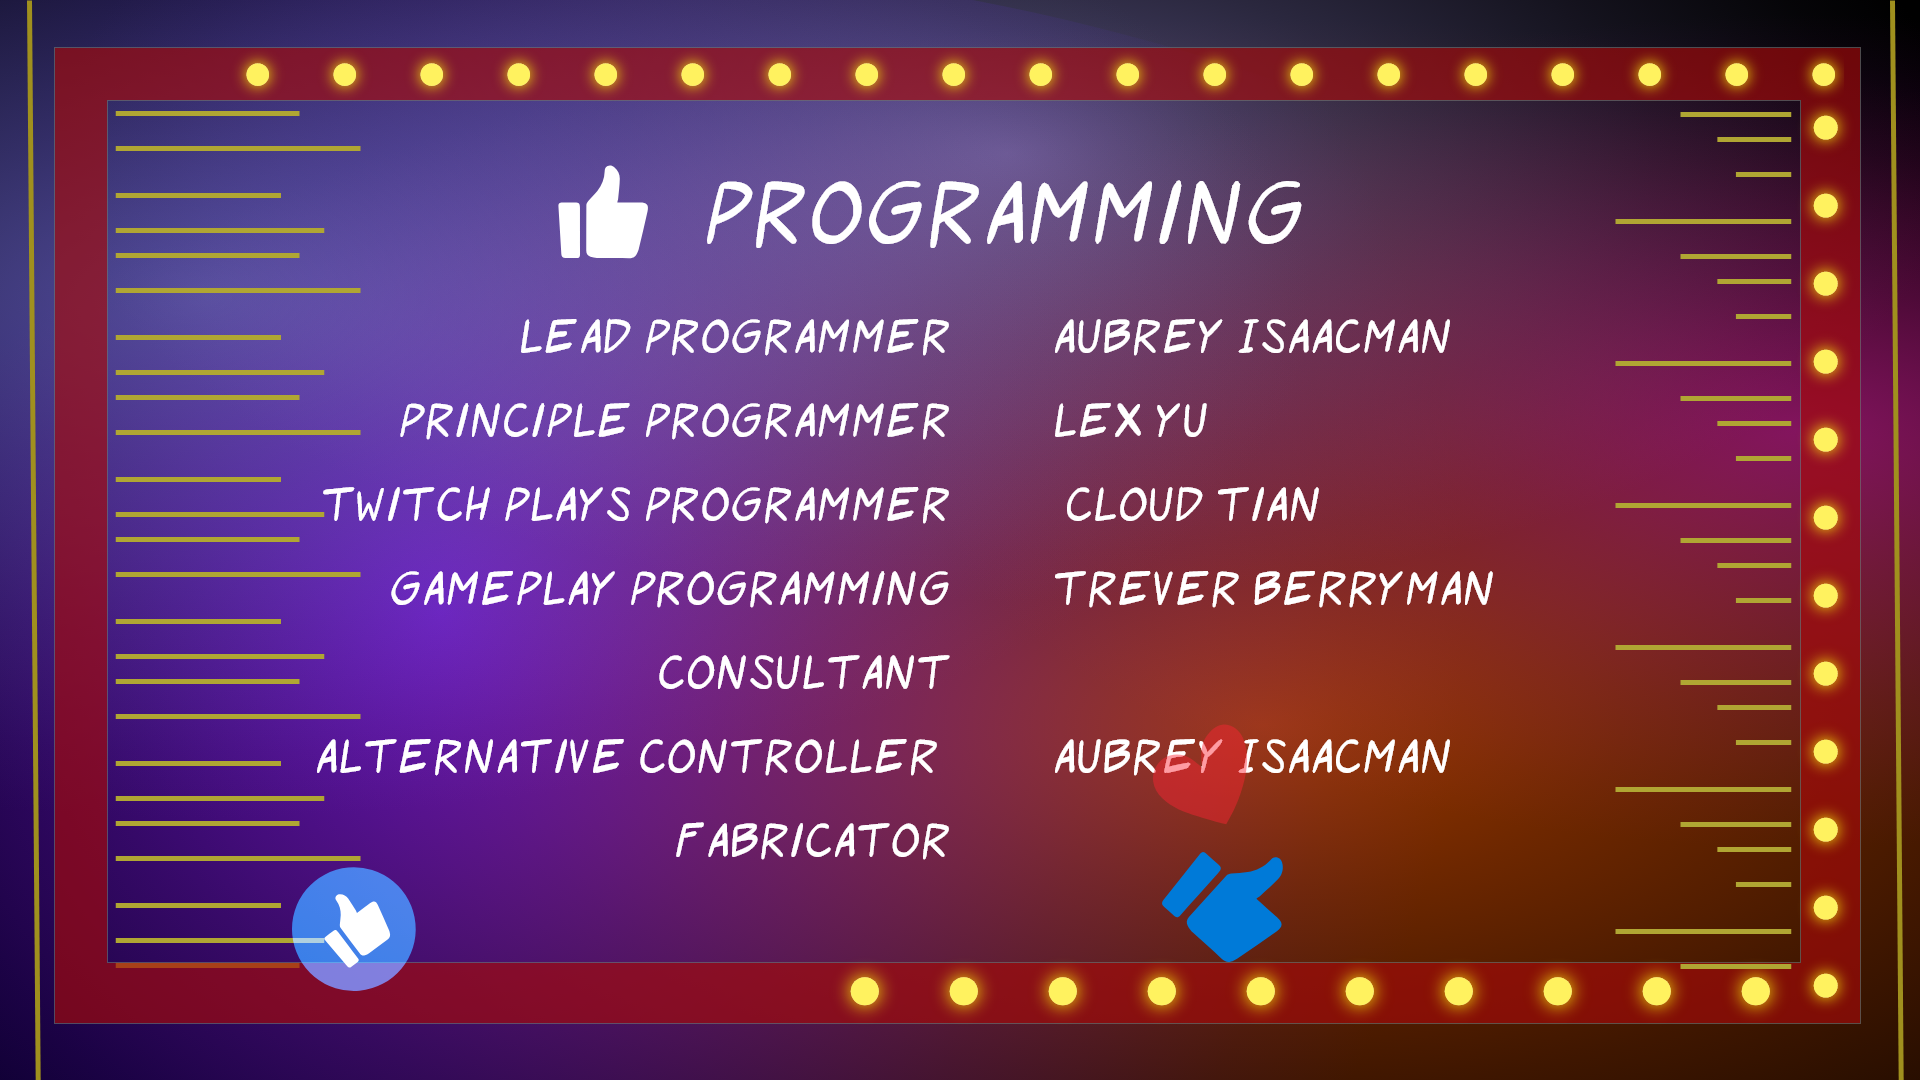 PROGRAMMING
LEAD PROGRAMMER AUBREY ISAACMAN
PRINCIPLE PROGRAMMER LEX YU
TWITCH PLAYS PROGRAMMER CLOUD TIAN
GAMEPLAY PROGRAMMING TREVER BERRYMAN
CONSULTANT
ALTERNATIVE CONTROLLER AUBREY ISAACMAN
FABRICATOR